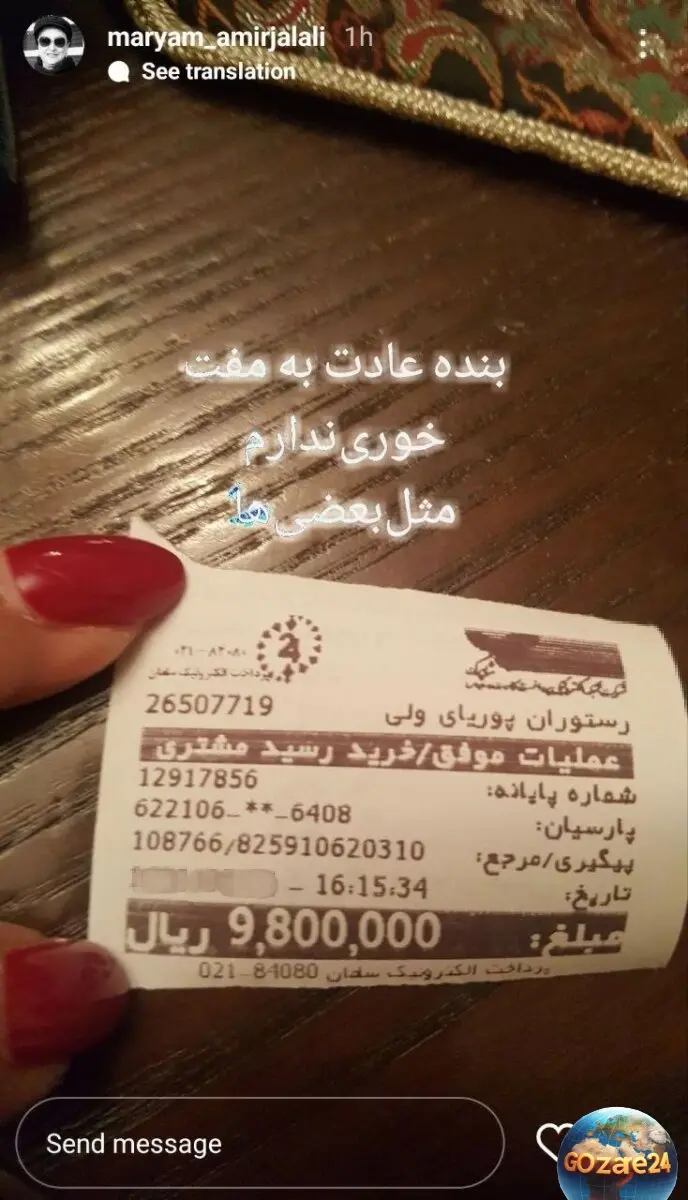 maryam_amirjalali 1h
See translation
بنده عادت به مفت
خوری ندارم
مثل بعضی ها
۰۲۱-۸۴۰۸۰
24
پرداخت الکترونیک سامان
رستوران پوریای ولی 26507719
عملیات موفق/خرید رسید مشتری
شماره پایانه: 12917856
پارسیان: 622106-**-6408
پیگیری/مرجع: 108766/825910620310
تاریخ: - 16:15:34
مبلغ: 9,800,000 ریال
پرداخت الکترونیک سامان 021-84080
Send message
GOzare24